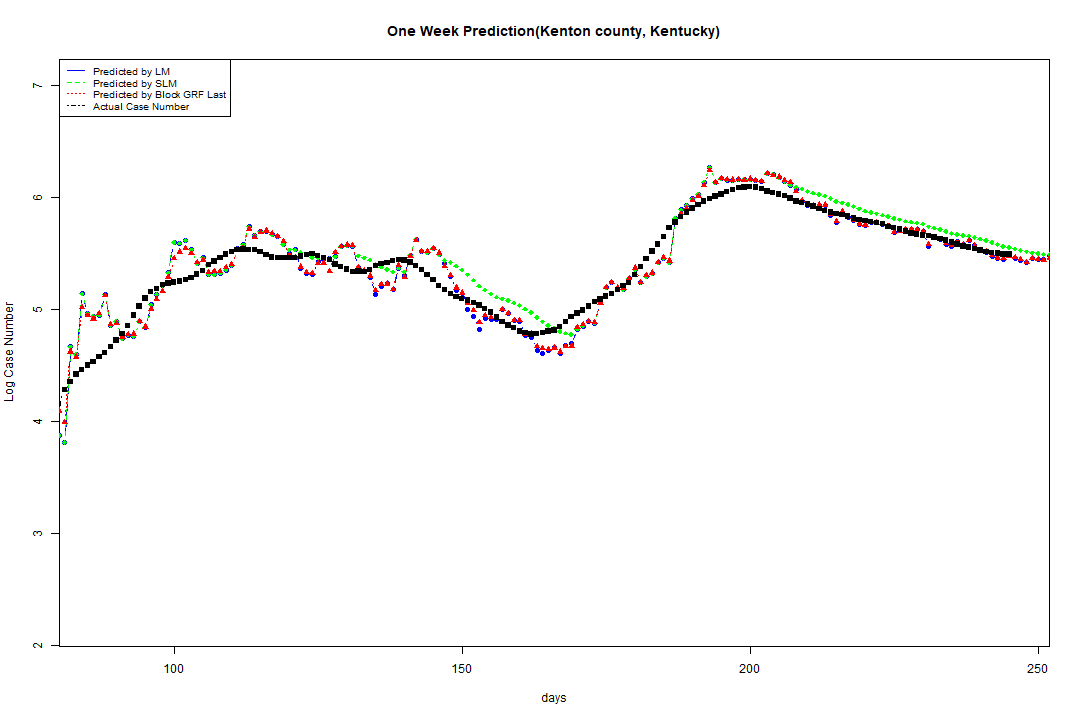 One Week Prediction(Kenton county, Kentucky)
Predicted by LM
Predicted by SLM
Predicted by Block GRF Last
Actual Case Number
7
6
5
4
3
2
Log Case Number
100
150
200
250
days